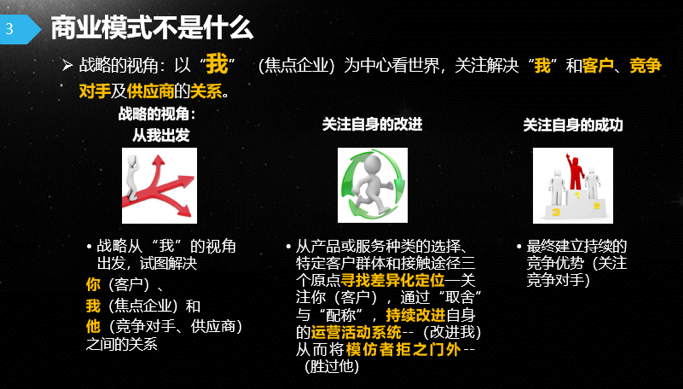 3
商业模式不是什么
➢ 战略的视角：以“我”（焦点企业）为中心看世界，关注解决“我”和客户、竞争
对手及供应商的关系。
战略的视角：
从我出发
关注自身的改进
关注自身的成功
3 1 2
• 战略从“我”的视角
出发，试图解决
你（客户）、
我（焦点企业）和
他（竞争对手、供应商）
之间的关系
• 从产品或服务种类的选择、
特定客户群体和接触途径三
个原点寻找差异化定位—关
注你（客户），通过“取舍”
与“配称”，持续改进自身
的运营活动系统--（改进我）
从而将模仿者拒之门外--
（胜过他）
• 最终建立持续的
竞争优势（关注
竞争对手）